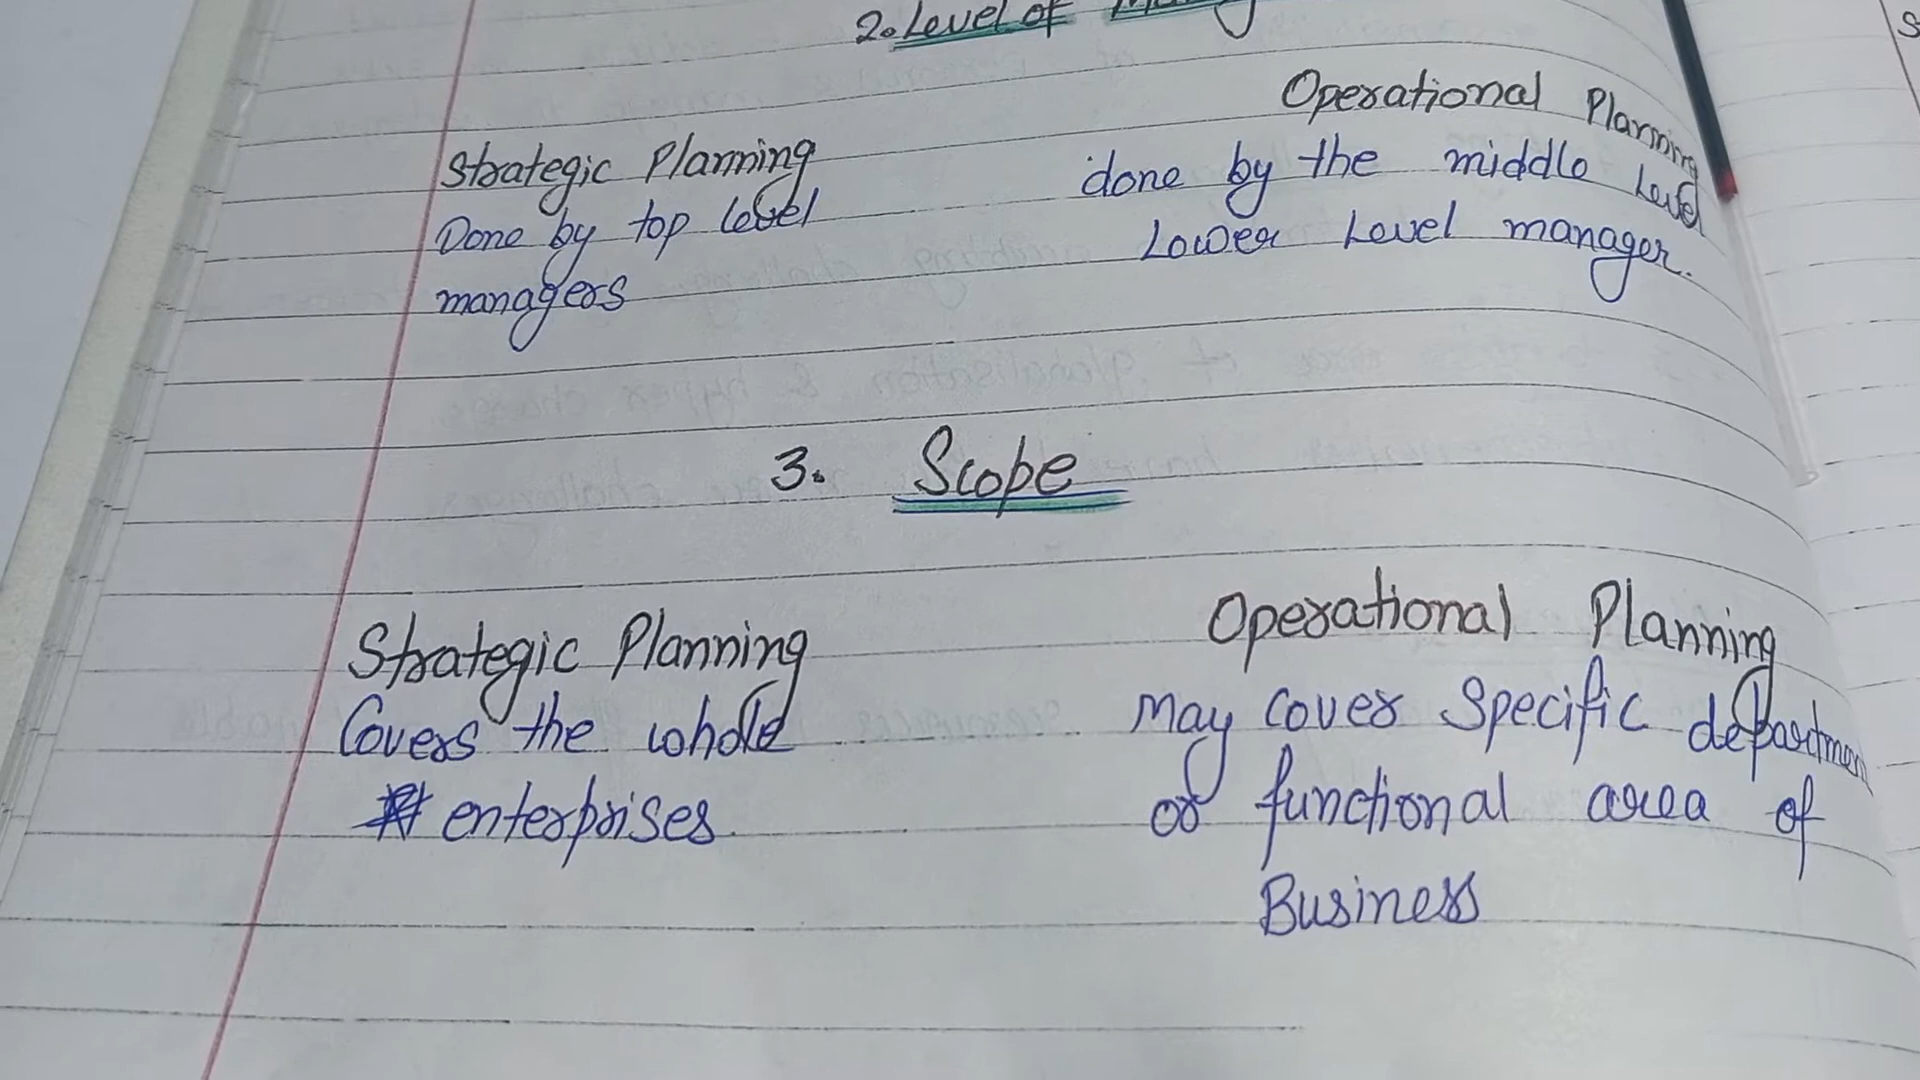 2. Level of
Strategic Planning
Done by top level
managers
Operational Planning
done by the middle Level
Lower Level manager.
3. Scope
Strategic Planning
Covers the whole
enterprises
Operational Planning
may cover Specific departmen
or functional area of
Business